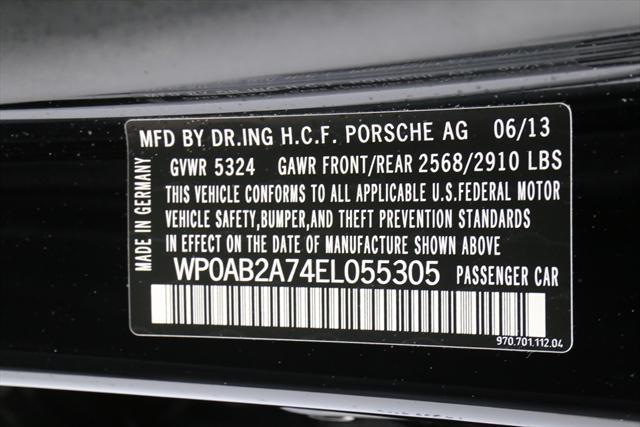 MFD BY DR.ING H.C.F. PORSCHE AG 06/13
GVWR 5324 GAWR FRONT/REAR 2568/2910 LBS
THIS VEHICLE CONFORMS TO ALL APPLICABLE U.S.FEDERAL MOTOR
VEHICLE SAFETY,BUMPER,AND THEFT PREVENTION STANDARDS
IN EFFECT ON THE DATE OF MANUFACTURE SHOWN ABOVE
WP0AB2A74EL055305 PASSENGER CAR
MADE IN GERMANY
970.701.112.04